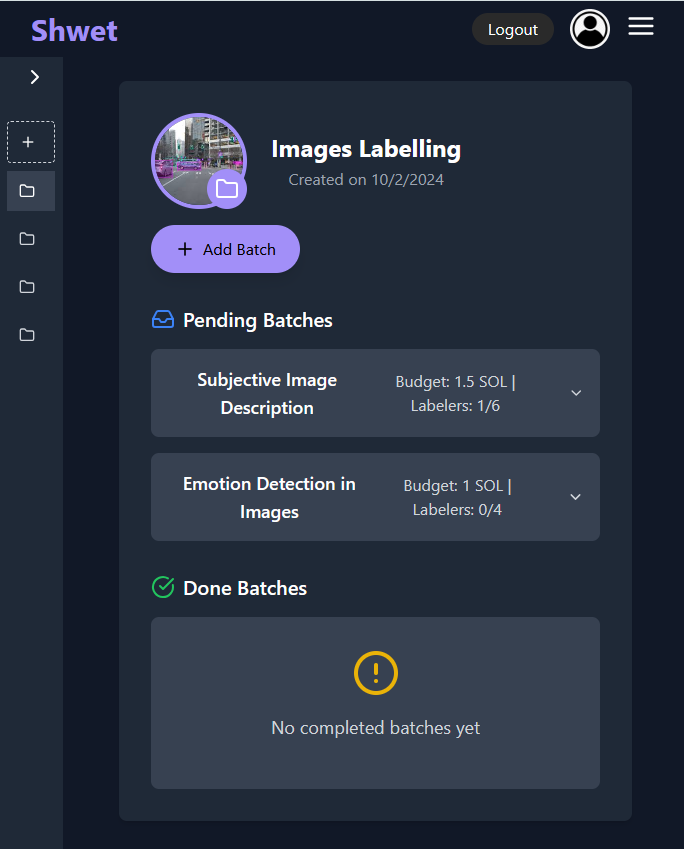 Shwet
Logout
Images Labelling
Created on 10/2/2024
Add Batch
Pending Batches
Subjective Image
Description
Budget: 1.5 SOL |
Labelers: 1/6
Emotion Detection in
Images
Budget: 1 SOL |
Labelers: 0/4
Done Batches
No completed batches yet